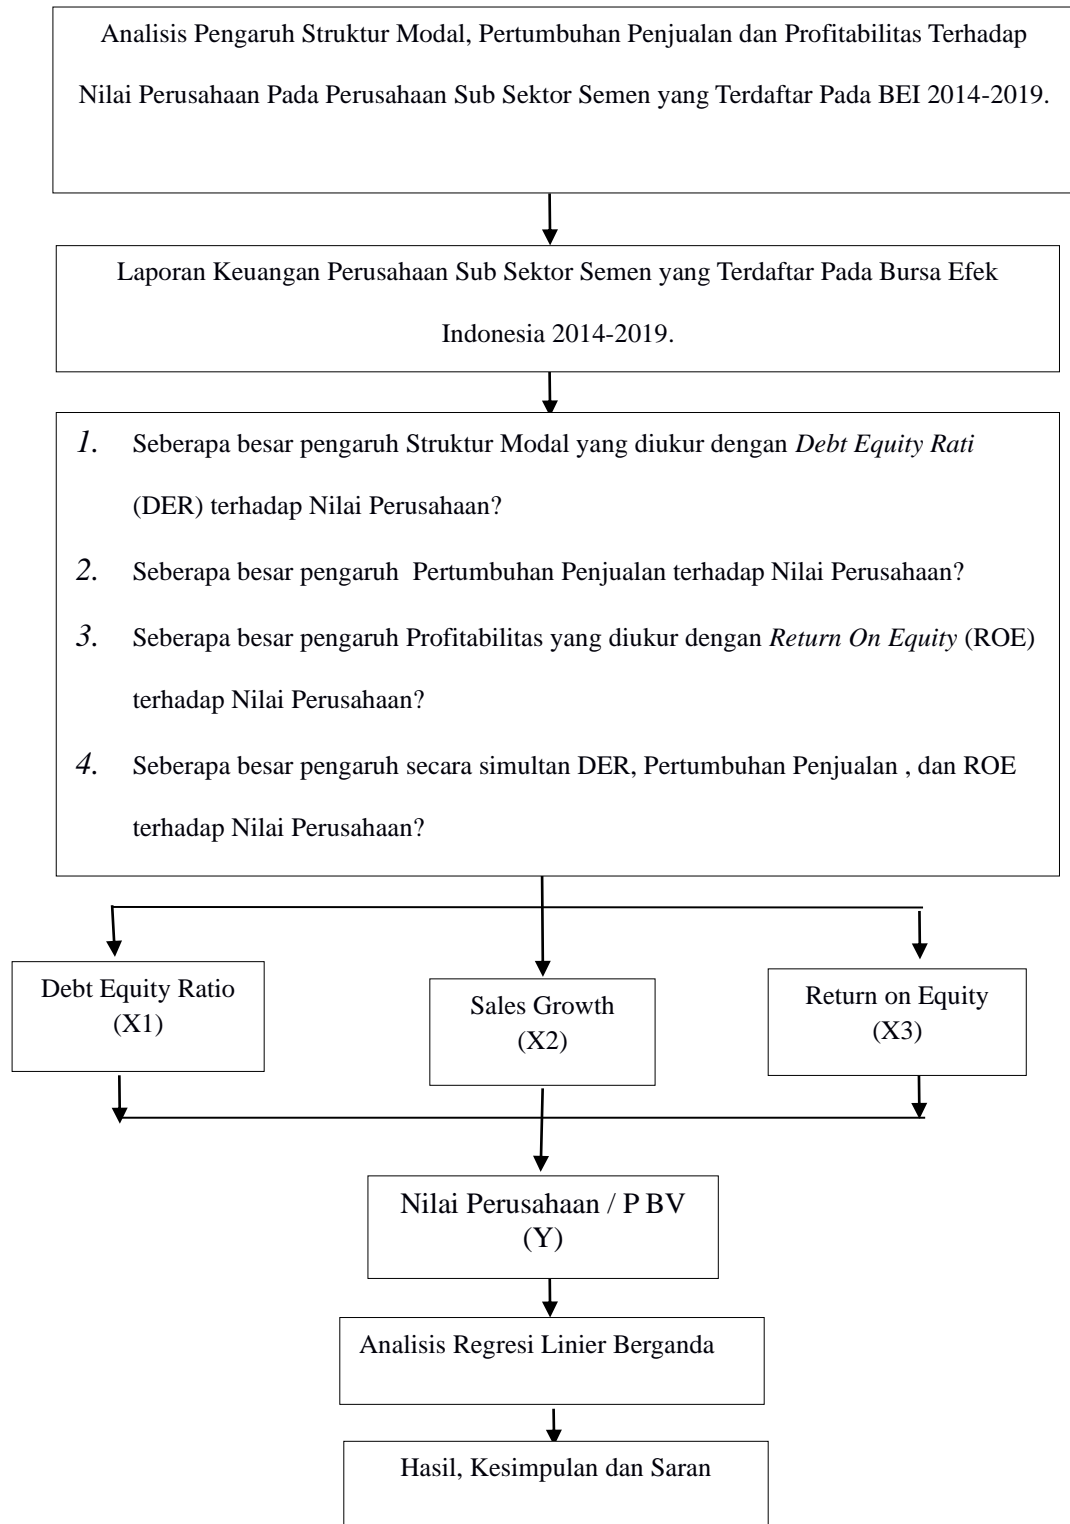 Analisis Pengaruh Struktur Modal, Pertumbuhan Penjualan dan Profitabilitas Terhadap
Nilai Perusahaan Pada Perusahaan Sub Sektor Semen yang Terdaftar Pada BEI 2014-2019.
Laporan Keuangan Perusahaan Sub Sektor Semen yang Terdaftar Pada Bursa Efek
Indonesia 2014-2019.
1. Seberapa besar pengaruh Struktur Modal yang diukur dengan Debt Equity Rati
(DER) terhadap Nilai Perusahaan?
2. Seberapa besar pengaruh Pertumbuhan Penjualan terhadap Nilai Perusahaan?
3. Seberapa besar pengaruh Profitabilitas yang diukur dengan Return On Equity (ROE)
terhadap Nilai Perusahaan?
4. Seberapa besar pengaruh secara simultan DER, Pertumbuhan Penjualan , dan ROE
terhadap Nilai Perusahaan?
Debt Equity Ratio
(X1)
Sales Growth
(X2)
Return on Equity
(X3)
Nilai Perusahaan / P BV
(Y)
Analisis Regresi Linier Berganda
Hasil, Kesimpulan dan Saran